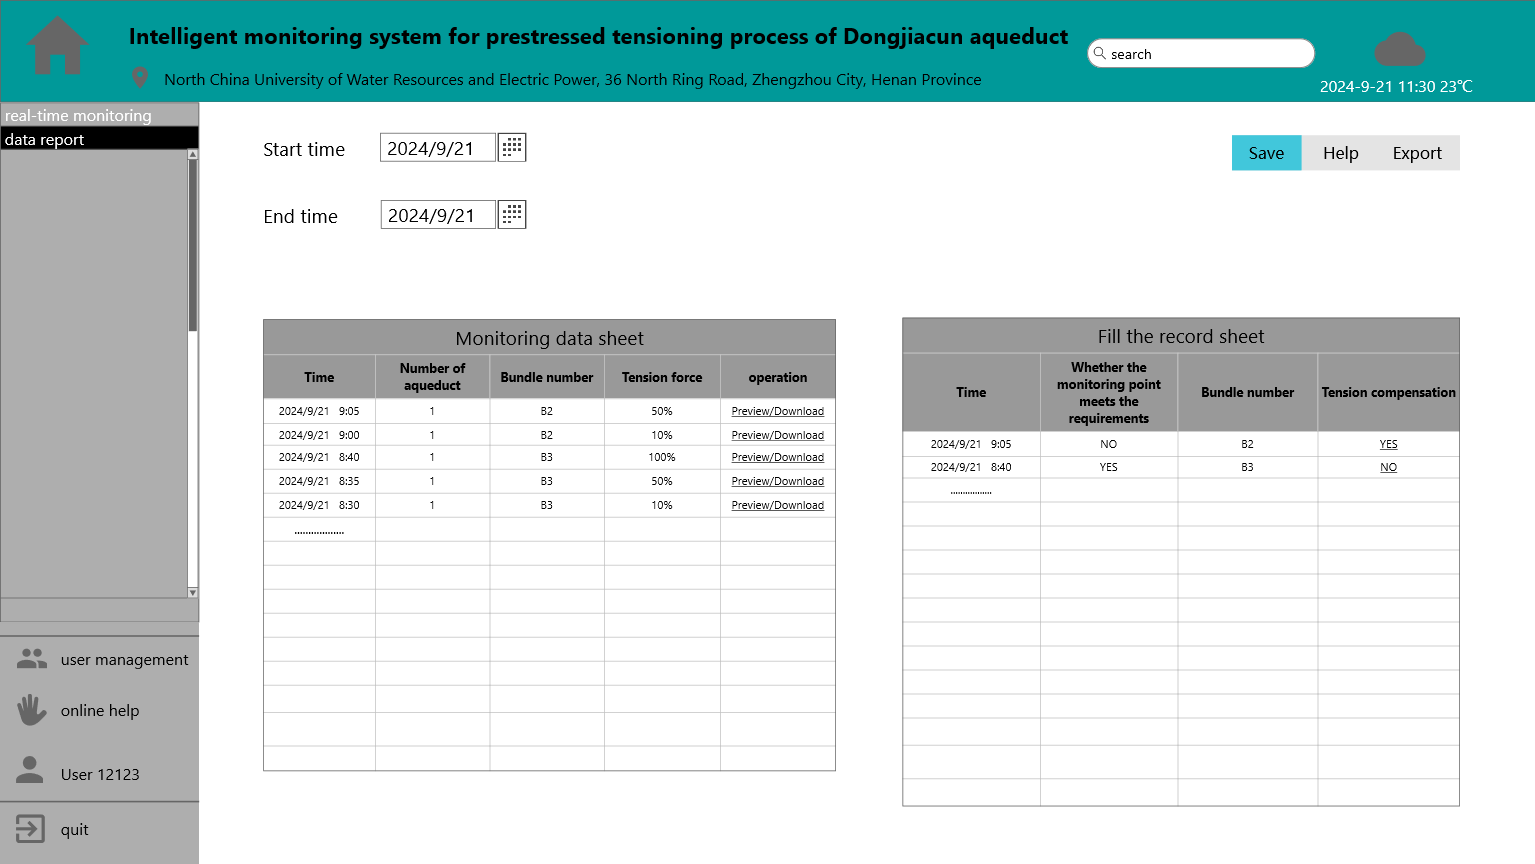 Intelligent monitoring system for prestressed tensioning process of Dongjiacun aqueduct
search
North China University of Water Resources and Electric Power, 36 North Ring Road, Zhengzhou City, Henan Province
2024-9-21 11:30 23℃
real-time monitoring
data report
Start time 2024/9/21
End time 2024/9/21
Save Help Export
Monitoring data sheet
Time Number of aqueduct Bundle number Tension force operation
2024/9/21 9:05 1 B2 50% Preview/Download
2024/9/21 9:00 1 B2 10% Preview/Download
2024/9/21 8:40 1 B3 100% Preview/Download
2024/9/21 8:35 1 B3 50% Preview/Download
2024/9/21 8:30 1 B3 10% Preview/Download
..................
Fill the record sheet
Time Whether the monitoring point meets the requirements Bundle number Tension compensation
2024/9/21 9:05 NO B2 YES
2024/9/21 8:40 YES B3 NO
................
user management
online help
User 12123
quit